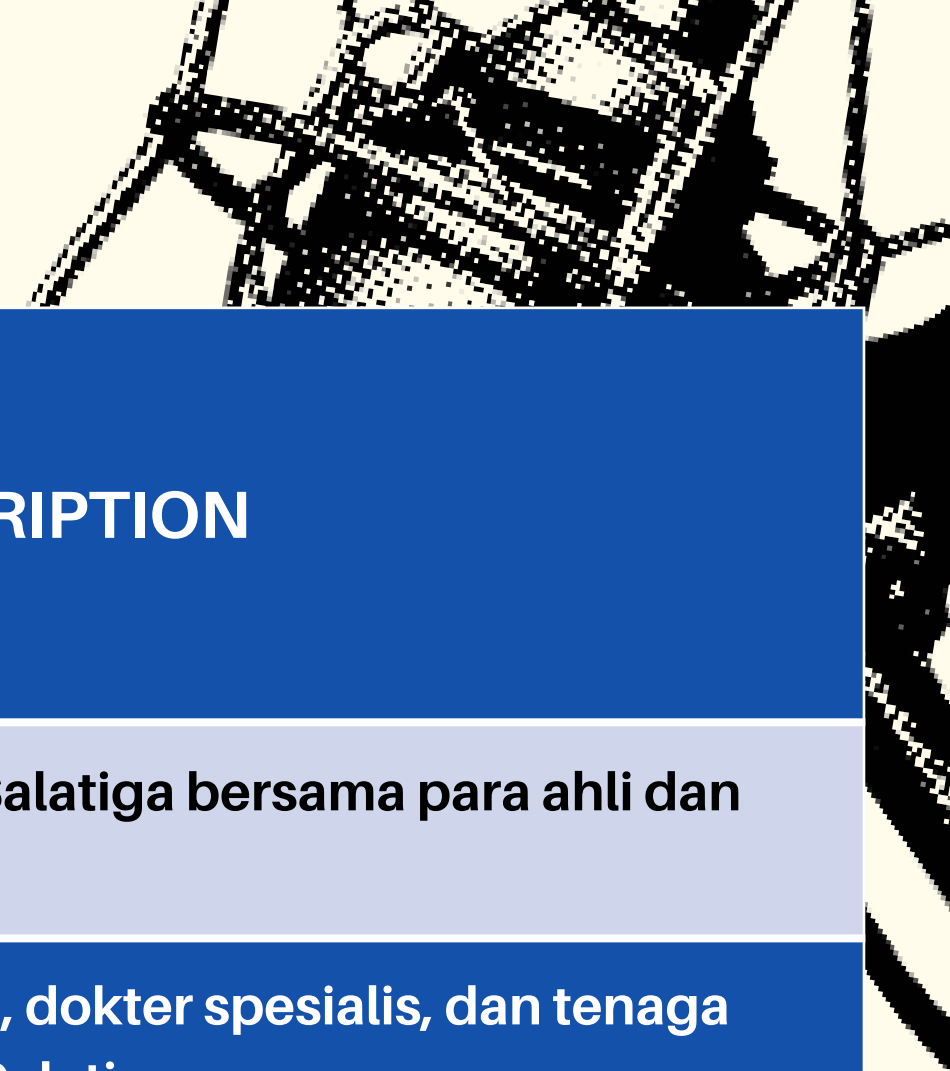 RIPTION
Salatiga bersama para ahli dan
, dokter spesialis, dan tenaga